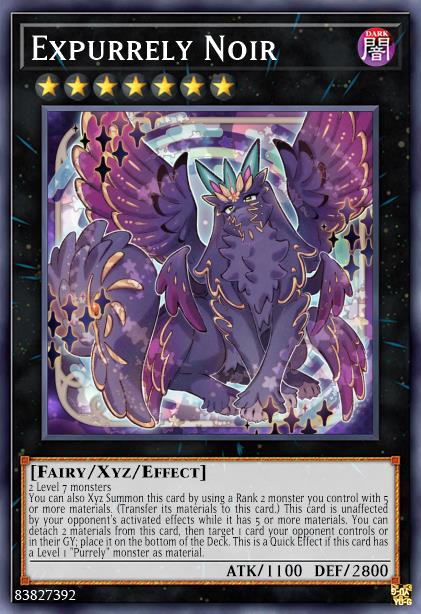 EXPURRELY NOIR
DARK
闇
[FAIRY/XYZ/EFFECT]
2 Level 7 monsters
You can also Xyz Summon this card by using a Rank 2 monster you control with 5
or more materials. (Transfer its materials to this card.) This card is unaffected
by your opponent's activated effects while it has 5 or more materials. You can
detach 2 materials from this card, then target 1 card your opponent controls or
in their GY; place it on the bottom of the Deck. This is a Quick Effect if this card has
a Level 1 "Purrely" monster as material.
ATK/1100 DEF/2800
83827392